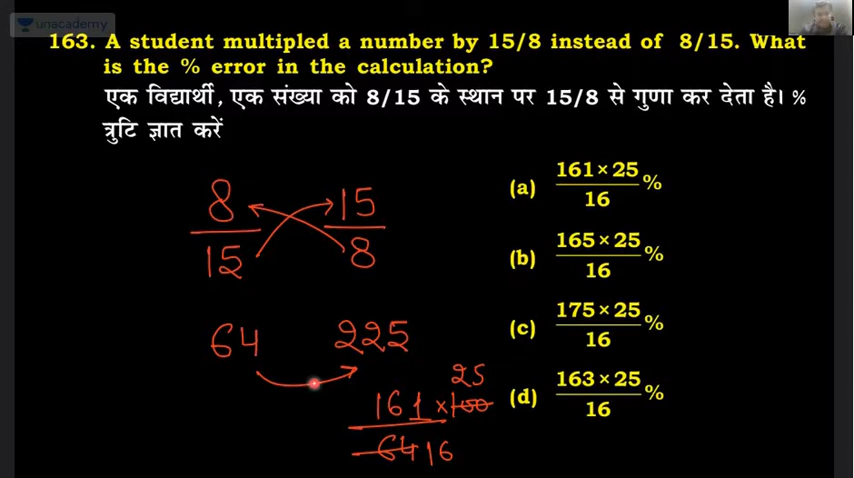 unacademy
163. A student multipled a number by 15/8 instead of 8/15. What
is the % error in the calculation?
एक विद्यार्थी, एक संख्या को 8/15 के स्थान पर 15/8 से गुणा कर देता है। %
त्रुटि ज्ञात करें
8/15 15/8
64 225
25
161 × 100
64 16
(a) 161 × 25 / 16 %
(b) 165 × 25 / 16 %
(c) 175 × 25 / 16 %
(d) 163 × 25 / 16 %